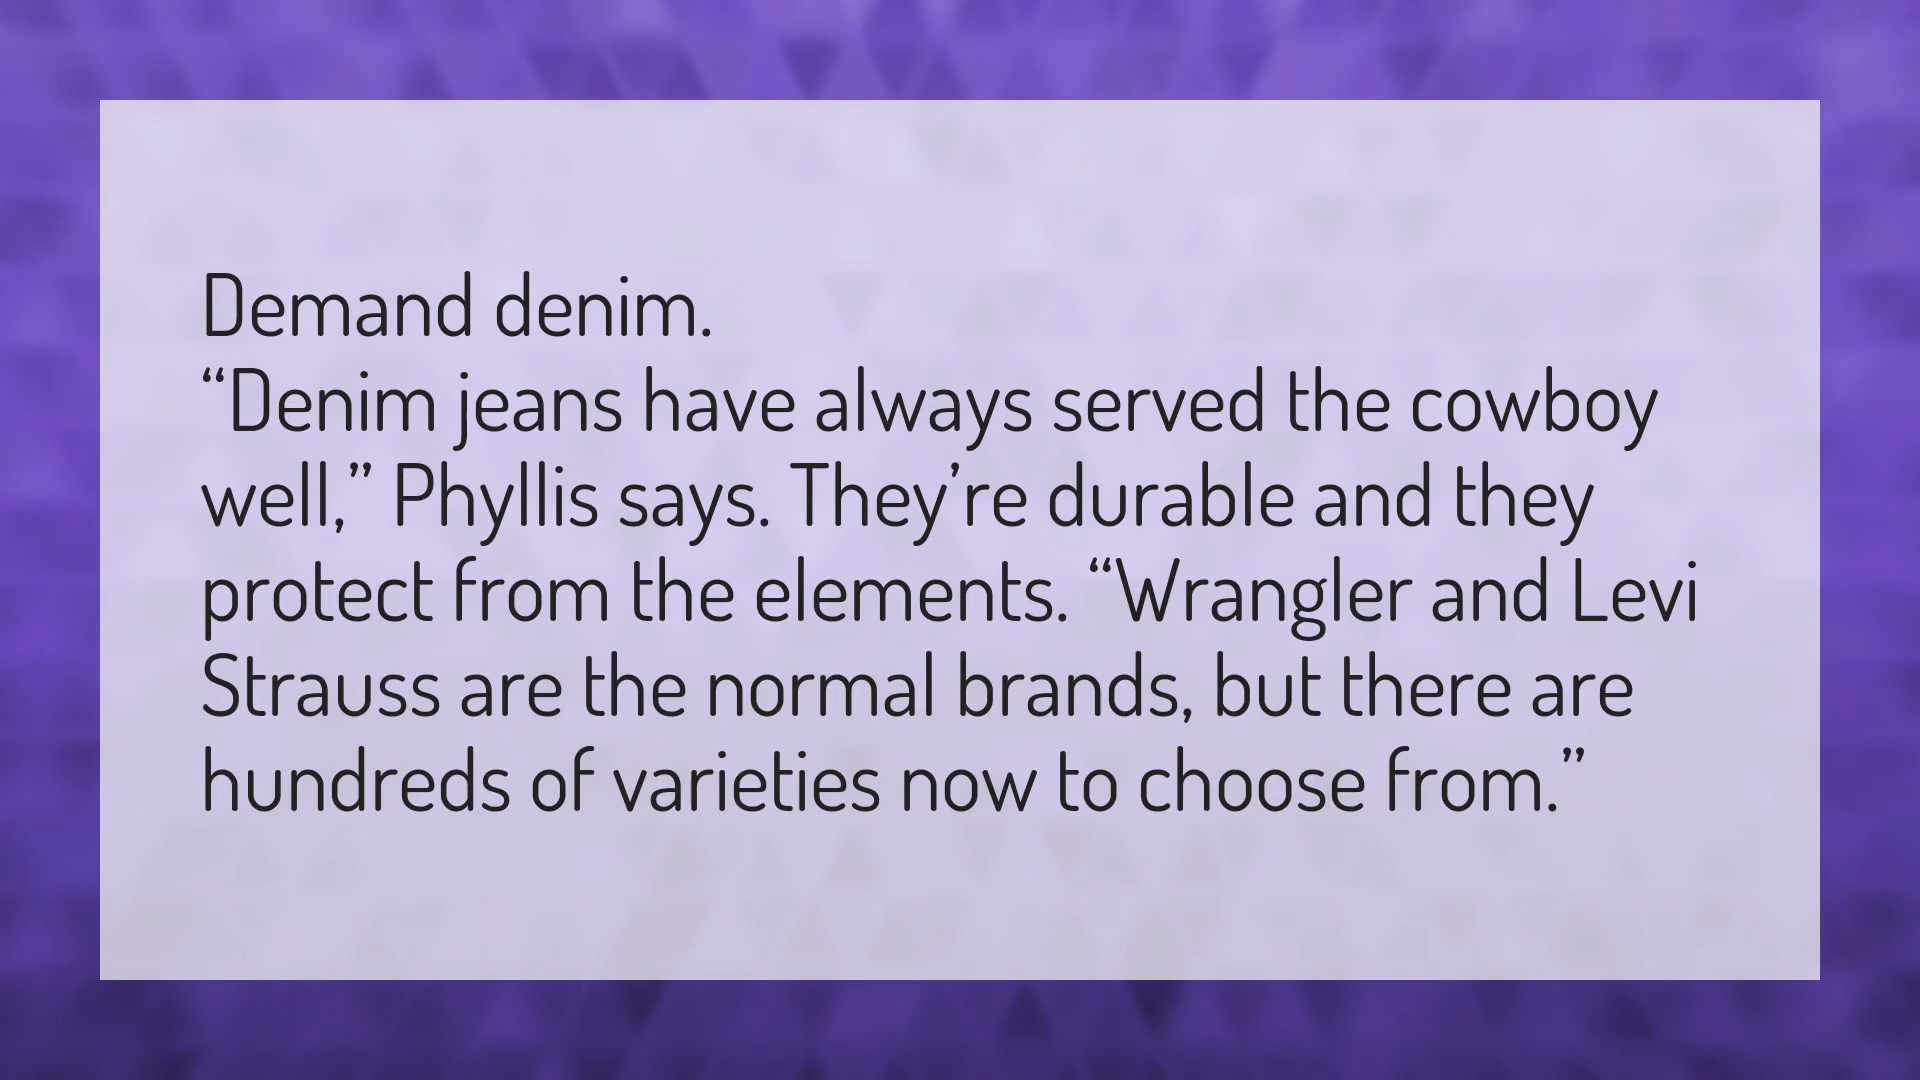 Demand denim.
“Denim jeans have always served the cowboy
well,” Phyllis says. They’re durable and they
protect from the elements. “Wrangler and Levi
Strauss are the normal brands, but there are
hundreds of varieties now to choose from.”